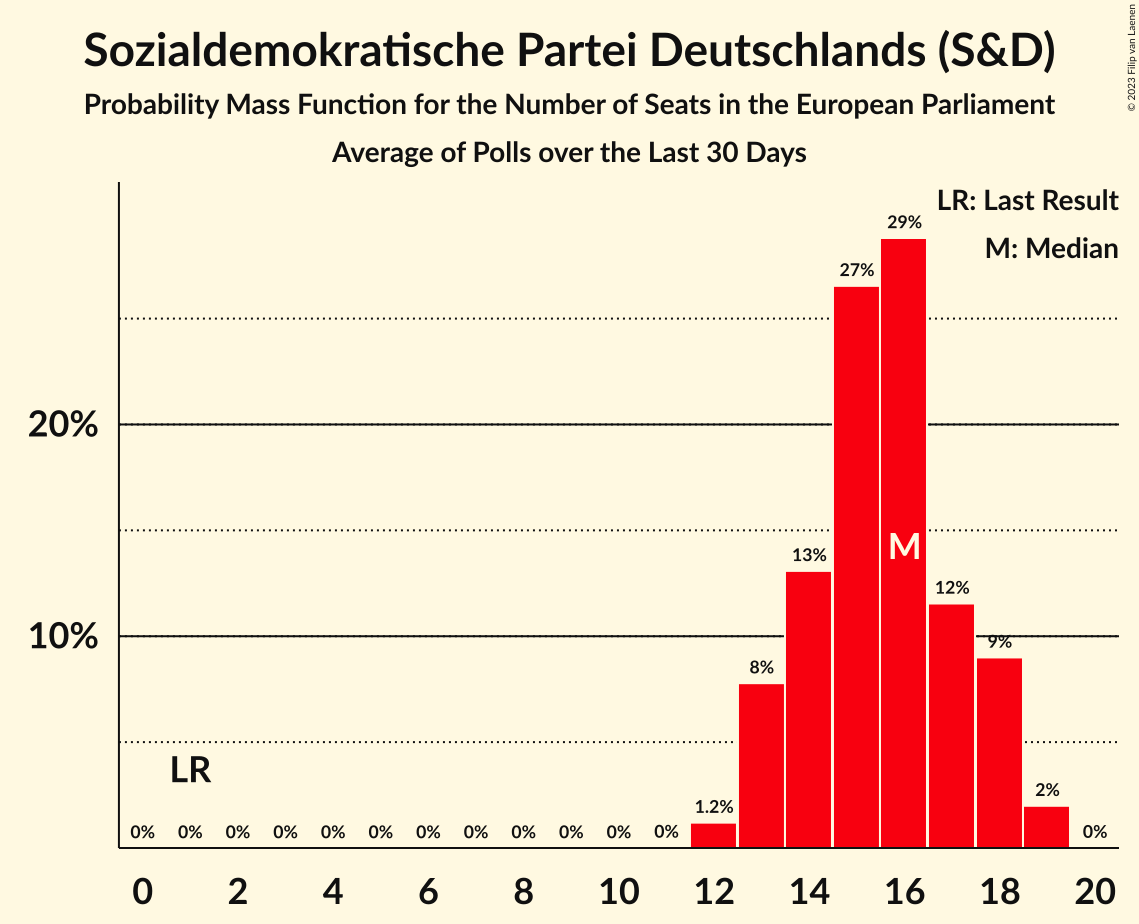 © 2023 Filip van Laenen
Sozialdemokratische Partei Deutschlands (S&D)
Probability Mass Function for the Number of Seats in the European Parliament
Average of Polls over the Last 30 Days
LR: Last Result
M: Median
20%
10%
LR
M
0% 0% 0% 0% 0% 0% 0% 0% 0% 0% 0% 0% 1.2% 8% 13% 27% 29% 12% 9% 2% 0%
0 2 4 6 8 10 12 14 16 18 20